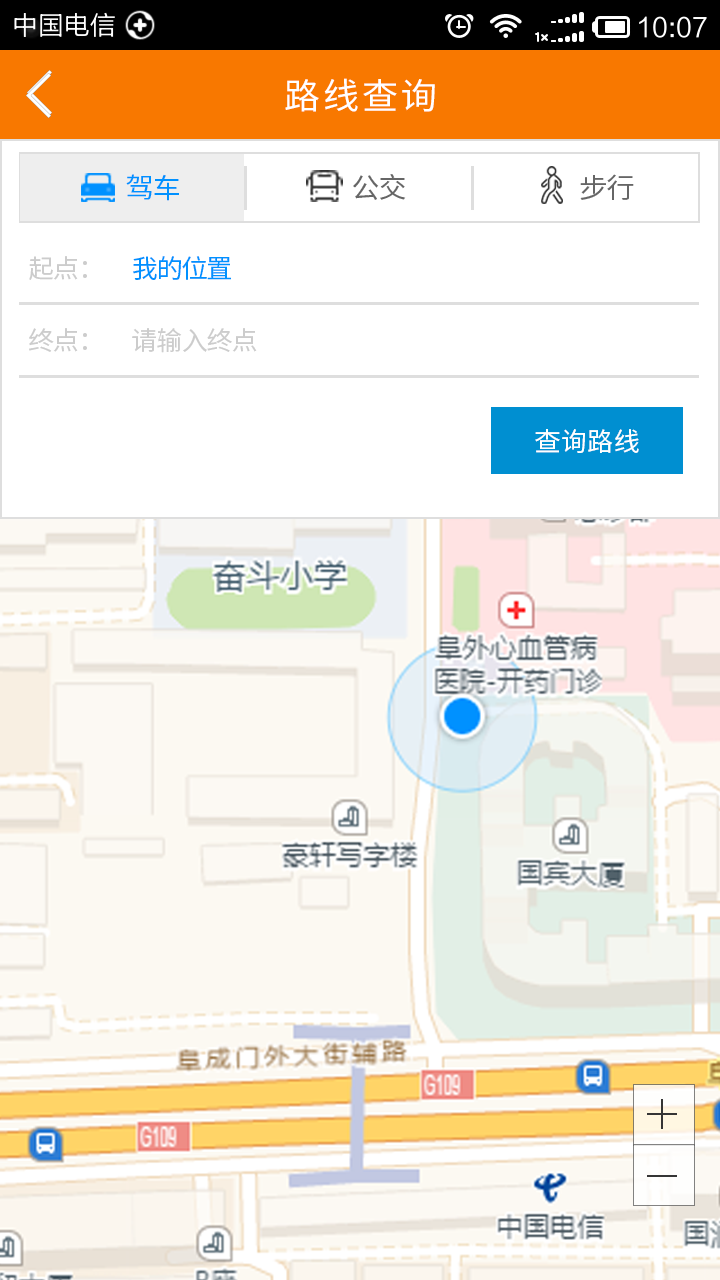 中国电信
10:07
路线查询
驾车
公交
步行
起点： 我的位置
终点： 请输入终点
查询路线
奋斗小学
阜外心血管病
医院-开药门诊
豪轩写字楼
国宾大厦
阜成门外大街辅路
G109
G109
中国电信
B座